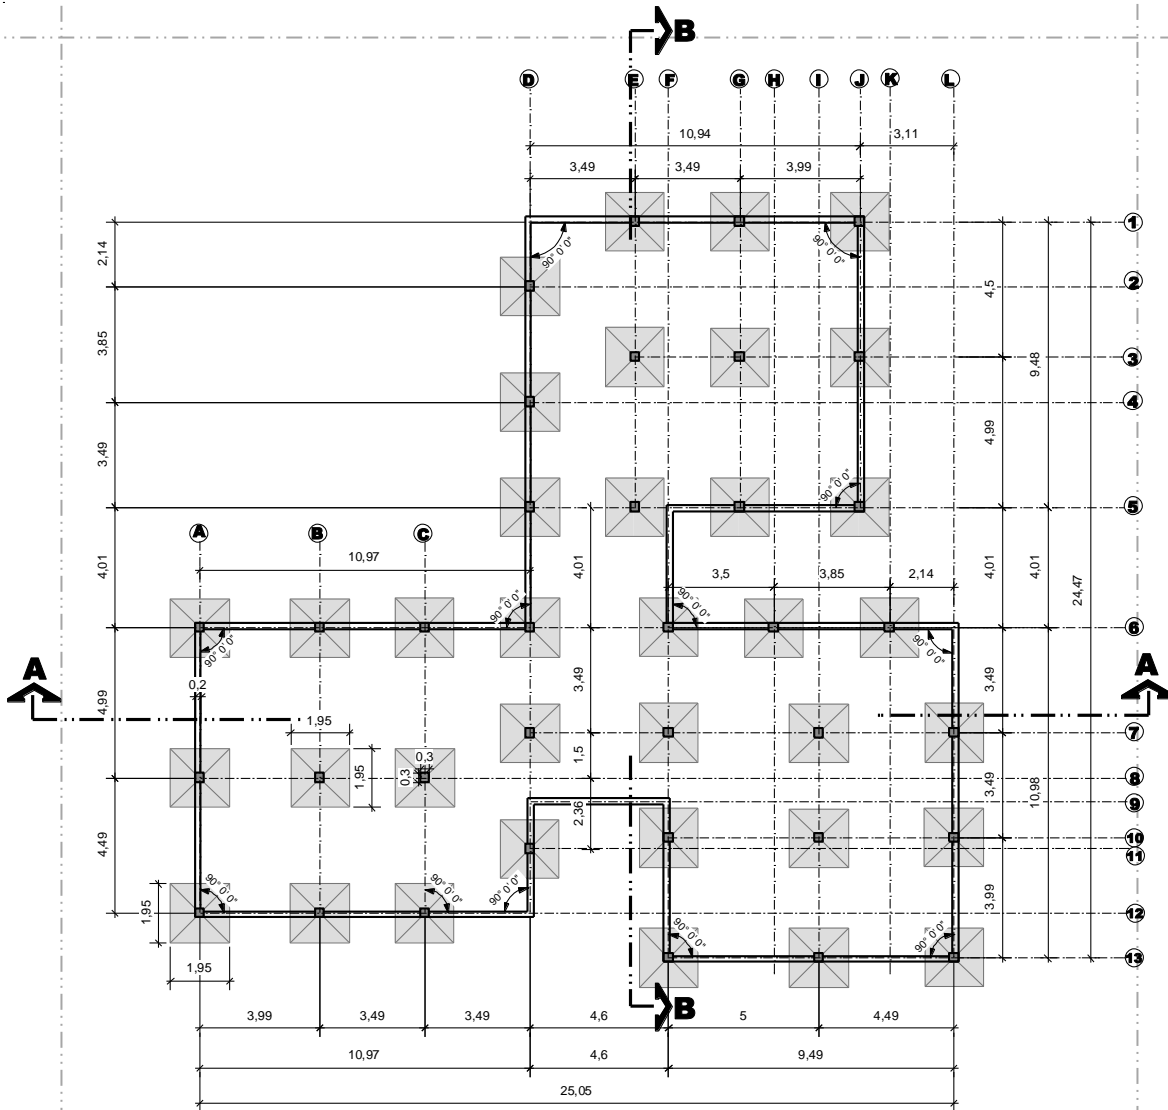 B
D E F G H I J K L
10,94 3,11
3,49 3,49 3,99
1
90° 0' 0" 90° 0' 0"
2,14
2
4,5
3,85
3
9,48
4
3,49
4,99
90° 0' 0"
5
A B C
10,97
4,01
4,01
3,5 3,85 2,14
4,01
4,01
24,47
90° 0' 0"
90° 0' 0"
6
90° 0' 0"
90° 0' 0"
A
A
0,2
4,99
3,49
3,49
1,95
7
1,95
0,3
0,3
1,5
8
3,49
10,98
9
2,36
10
11
4,49
90° 0' 0" 90° 0' 0" 90° 0' 0"
3,99
1,95
12
90° 0' 0" 90° 0' 0"
13
1,95
B
3,99 3,49 3,49 4,6 5 4,49
10,97 4,6 9,49
25,05